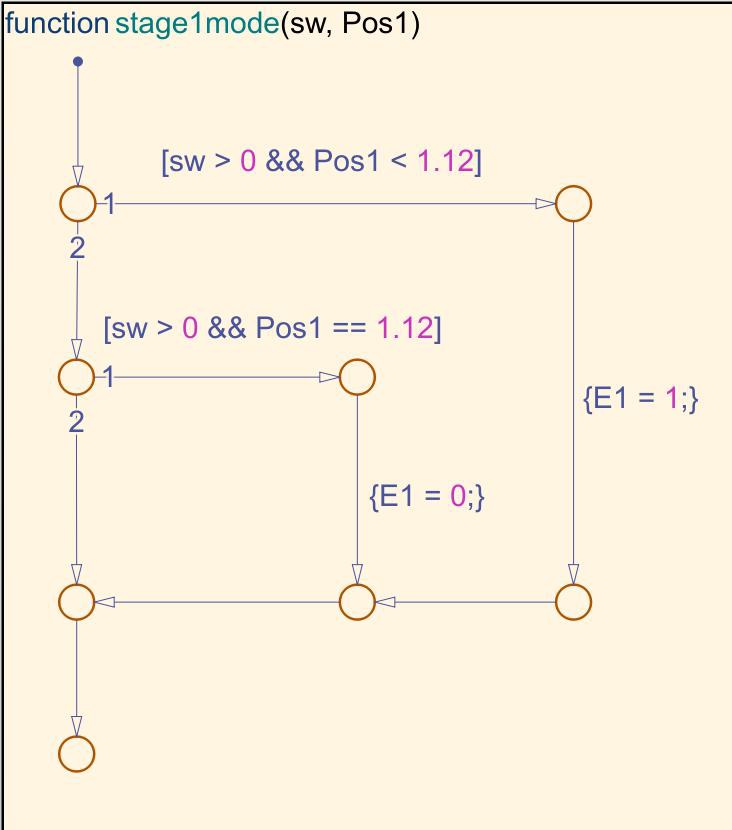 function stage1mode(sw, Pos1)
[sw > 0 && Pos1 < 1.12]
1
2
[sw > 0 && Pos1 == 1.12]
1
{E1 = 1;}
2
{E1 = 0;}